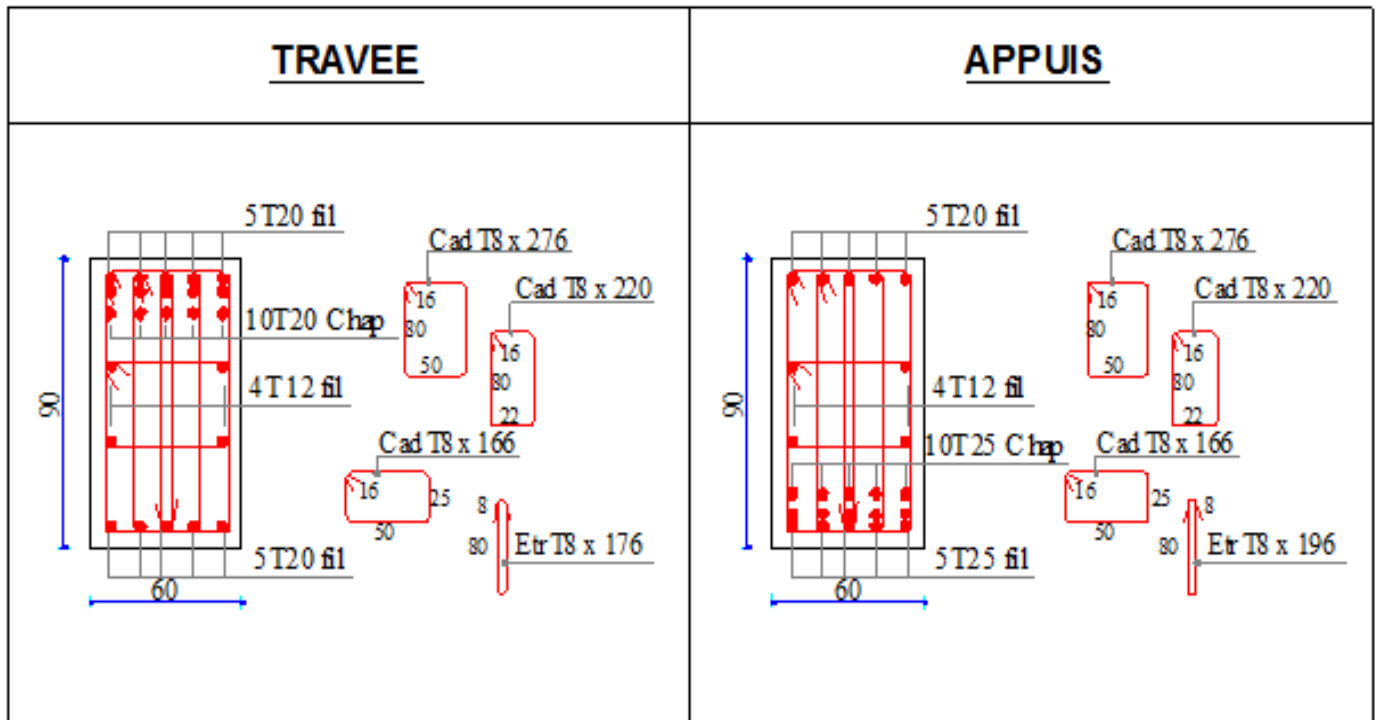 TRAVEE
5T20 fil
Cad T8 x 276
16
80
50
Cad T8 x 220
16
80
22
10T20 Chap
4T12 fil
90
Cad T8 x 166
16
25
50
8
80
Etr T8 x 176
5T20 fil
60
APPUIS
5T20 fil
Cad T8 x 276
16
80
50
Cad T8 x 220
16
80
22
4T12 fil
90
10T25 Chap
Cad T8 x 166
16
25
50
8
80
Etr T8 x 196
5T25 fil
60